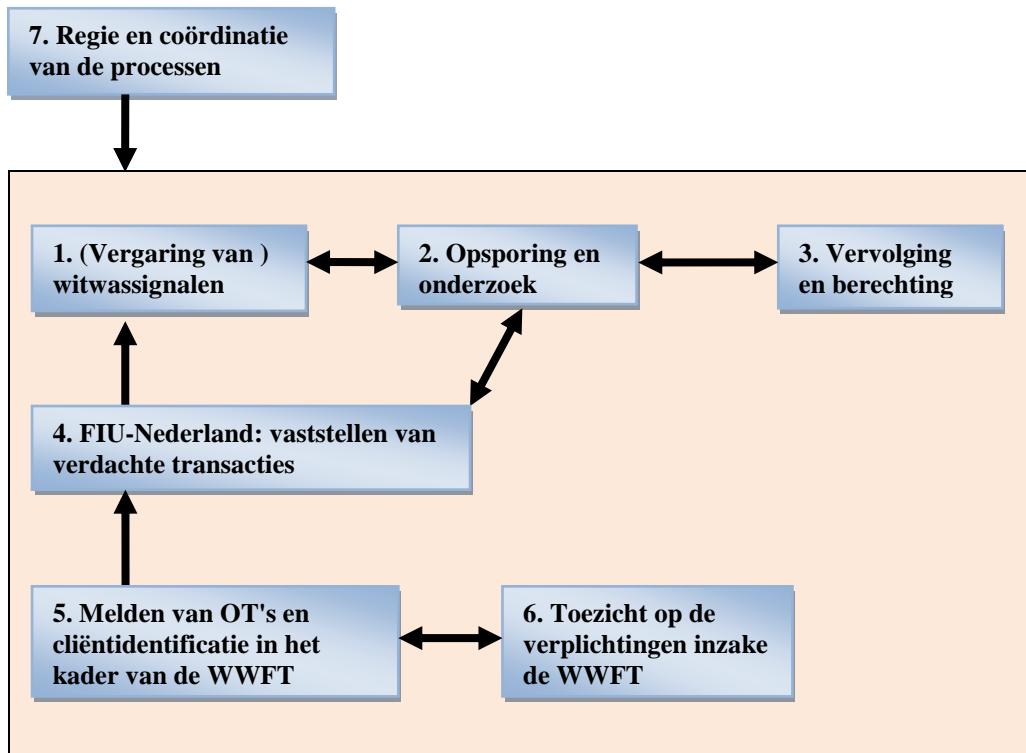 7. Regie en coördinatie
van de processen
1. (Vergaring van )
witwassignalen
2. Opsporing en
onderzoek
3. Vervolging
en berechting
4. FIU-Nederland: vaststellen van
verdachte transacties
5. Melden van OT's en
cliëntidentificatie in het
kader van de WWFT
6. Toezicht op de
verplichtingen inzake
de WWFT